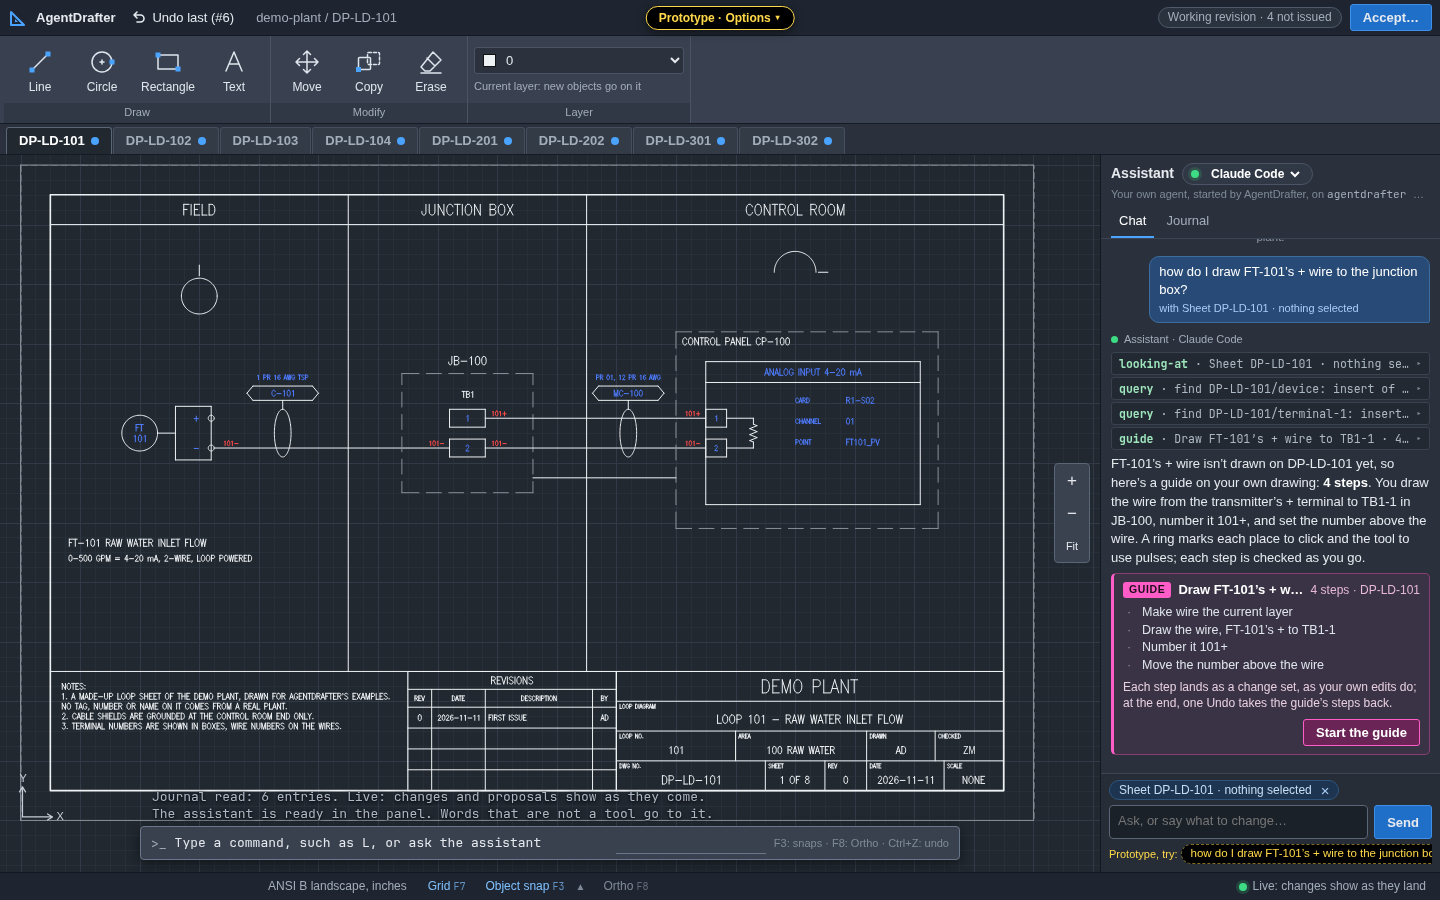 AgentDrafter
Undo last (#6)
demo-plant / DP-LD-101
Prototype · Options ▾
Working revision · 4 not issued
Accept…
Line
Circle
Rectangle
Text
Move
Copy
Erase
0
Current layer: new objects go on it
Draw
Modify
Layer
DP-LD-101
DP-LD-102
DP-LD-103
DP-LD-104
DP-LD-201
DP-LD-202
DP-LD-301
DP-LD-302
FIELD
JUNCTION BOX
CONTROL ROOM
CONTROL PANEL CP-100
JB-100
ANALOG INPUT 4-20 mA
1 PR 16 AWG TSP
C-101
TB1
PR 01, 12 PR 16 AWG
MC-100
CARD
R1-S02
CHANNEL
01
POINT
FT101_PV
FT
101
+
−
1
101+
101+
1
101-
101-
2
101-
101-
2
FT-101 RAW WATER INLET FLOW
0-500 GPM = 4-20 mA, 2-WIRE, LOOP POWERED
NOTES:
1. A MADE-UP LOOP SHEET OF THE DEMO PLANT, DRAWN FOR AGENTDRAFTER'S EXAMPLES.
NO TAG, NUMBER OR NAME ON IT COMES FROM A REAL PLANT.
2. CABLE SHIELDS ARE GROUNDED AT THE CONTROL ROOM END ONLY.
3. TERMINAL NUMBERS ARE SHOWN IN BOXES, WIRE NUMBERS ON THE WIRES.
REVISIONS
REV
DATE
DESCRIPTION
BY
0
2026-11-11
FIRST ISSUE
AD
DEMO PLANT
LOOP DIAGRAM
LOOP 101 - RAW WATER INLET FLOW
LOOP NO.
101
AREA
100 RAW WATER
DRAWN
AD
CHECKED
ZM
DWG NO.
DP-LD-101
SHEET
1 OF 8
REV
0
DATE
2026-11-11
SCALE
NONE
Y
X
+
−
Fit
Journal read: 6 entries. Live: changes and proposals show as they come.
The assistant is ready in the panel. Words that are not a tool go to it.
>_ Type a command, such as L, or ask the assistant
F3: snaps · F8: Ortho · Ctrl+Z: undo
Assistant
Claude Code
Your own agent, started by AgentDrafter, on agentdrafter …
Chat
Journal
how do I draw FT-101's + wire to the junction
box?
with Sheet DP-LD-101 · nothing selected
Assistant · Claude Code
looking-at · Sheet DP-LD-101 · nothing se…
query · find DP-LD-101/device: insert of …
query · find DP-LD-101/terminal-1: insert…
guide · Draw FT-101's + wire to TB1-1 · 4…
FT-101's + wire isn't drawn on DP-LD-101 yet, so
here's a guide on your own drawing: 4 steps. You draw
the wire from the transmitter's + terminal to TB1-1 in
JB-100, number it 101+, and set the number above the
wire. A ring marks each place to click and the tool to
use pulses; each step is checked as you go.
GUIDE
Draw FT-101's + w…
4 steps · DP-LD-101
· Make wire the current layer
· Draw the wire, FT-101's + to TB1-1
· Number it 101+
· Move the number above the wire
Each step lands as a change set, as your own edits do;
at the end, one Undo takes the guide's steps back.
Start the guide
Sheet DP-LD-101 · nothing selected ×
Ask, or say what to change…
Send
Prototype, try:
how do I draw FT-101's + wire to the junction bo
ANSI B landscape, inches
Grid F7
Object snap F3
▲
Ortho F8
Live: changes show as they land